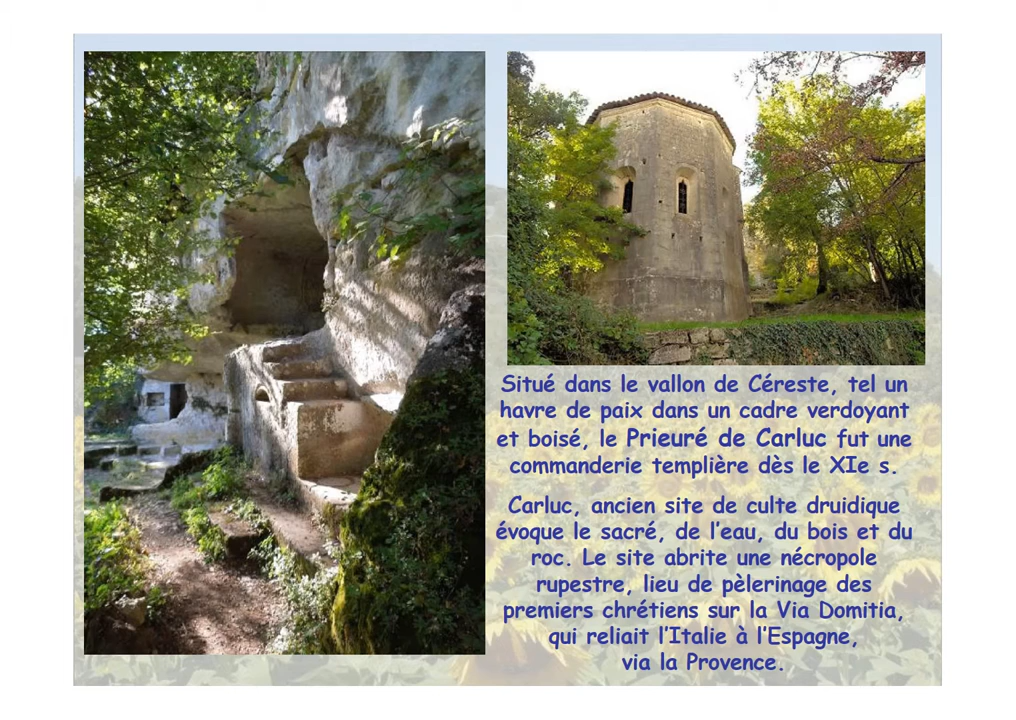 Situé dans le vallon de Céreste, tel un
havre de paix dans un cadre verdoyant
et boisé, le Prieuré de Carluc fut une
commanderie templière dès le XIe s.
Carluc, ancien site de culte druidique
évoque le sacré, de l'eau, du bois et du
roc. Le site abrite une nécropole
rupestre, lieu de pèlerinage des
premiers chrétiens sur la Via Domitia,
qui reliait l'Italie à l'Espagne,
via la Provence.